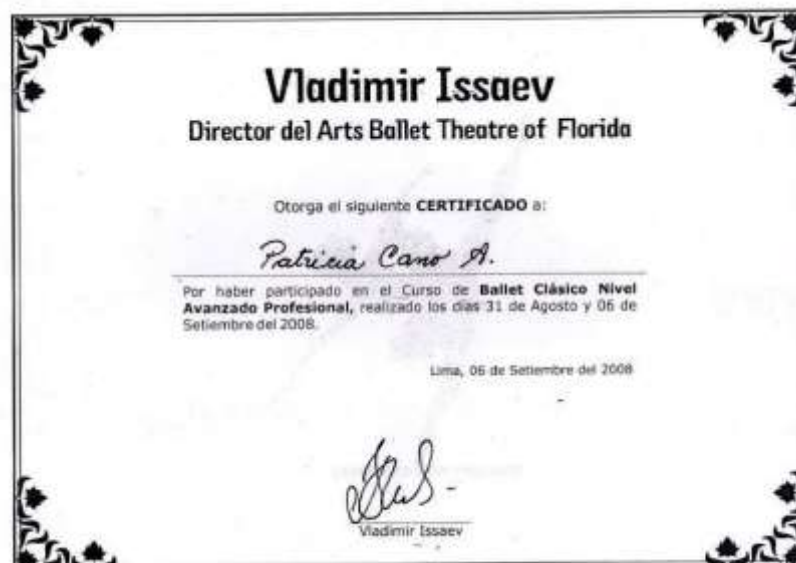 Vladimir Issaev
Director del Arts Ballet Theatre of Florida
Otorga el siguiente CERTIFICADO a:
Patricia Cano A.
Por haber participado en el Curso de Ballet Clásico Nivel
Avanzado Profesional, realizado los días 31 de Agosto y 06 de
Setiembre del 2008.
Lima, 06 de Setiembre del 2008
Vladimir Issaev